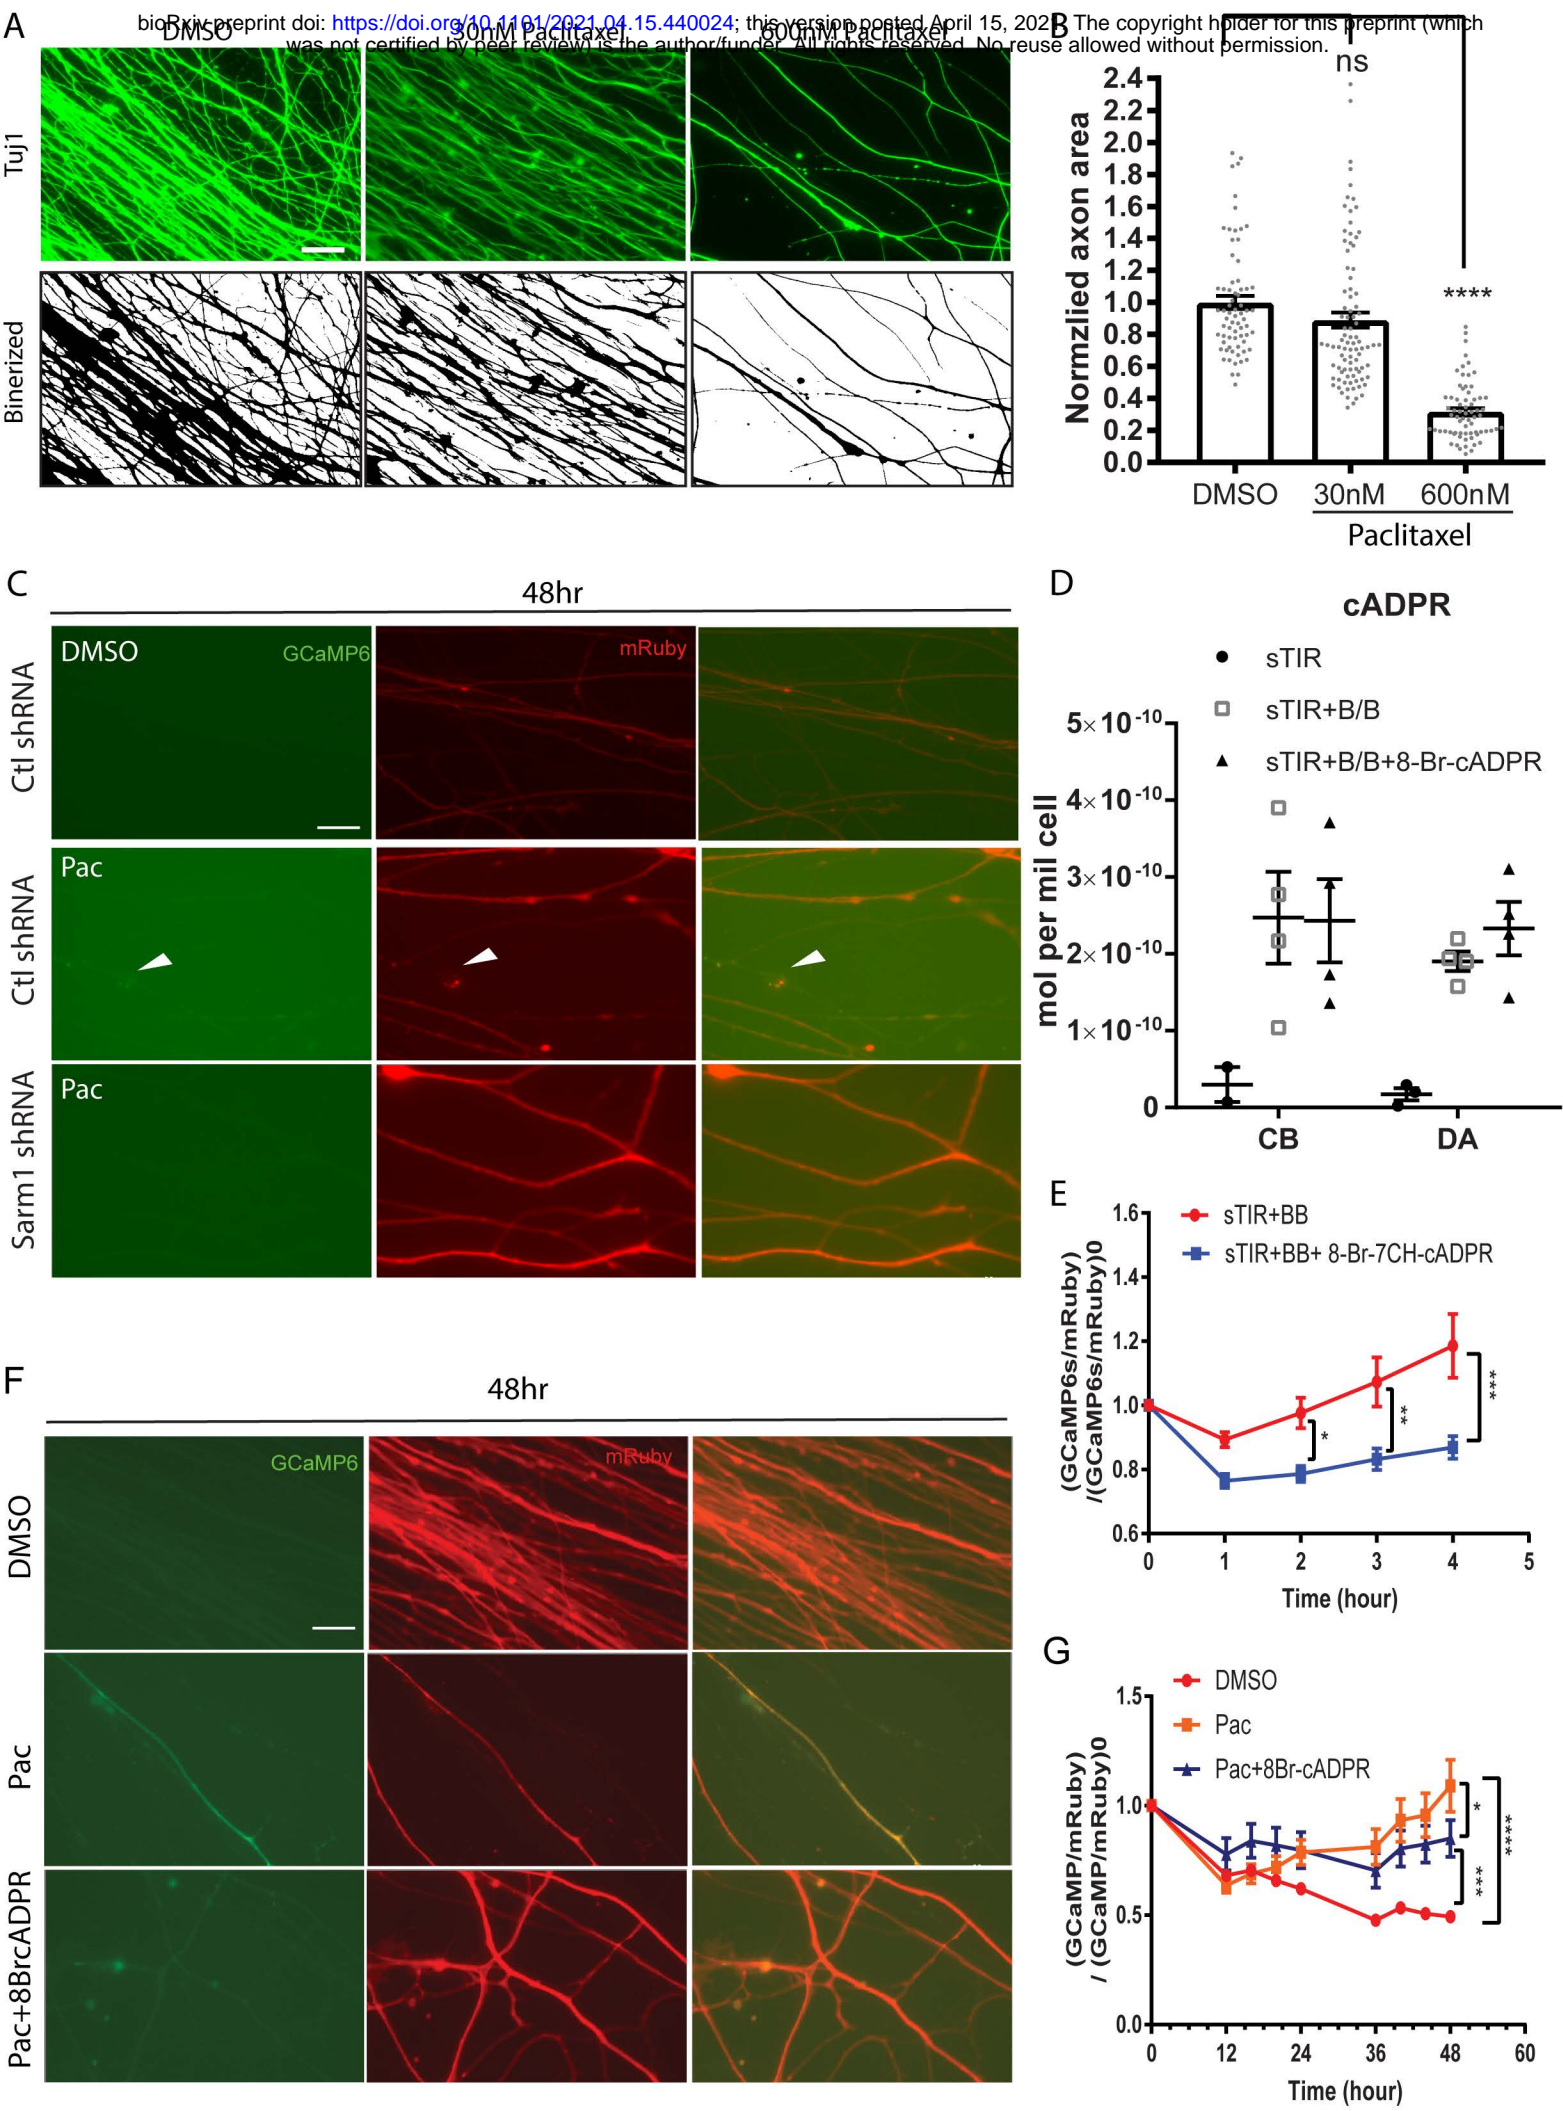 bioRxiv preprint doi: https://doi.org/10.1101/2021.04.15.440024; this version posted April 15, 2021. The copyright holder for this preprint (which
was not certified by peer review) is the author/funder. All rights reserved. No reuse allowed without permission.
A
DMSO
30nM Paclitaxel
600nM Paclitaxel
Tuj1
Binerized
B
ns
****
Normzlied axon area
2.4
2.2
2.0
1.8
1.6
1.4
1.2
1.0
0.8
0.6
0.4
0.2
0.0
DMSO
30nM
600nM
Paclitaxel
C
48hr
Ctl shRNA
DMSO
GCaMP6
mRuby
Ctl shRNA
Pac
Sarm1 shRNA
Pac
D
cADPR
sTIR
sTIR+B/B
sTIR+B/B+8-Br-cADPR
mol per mil cell
5×10-10
4×10-10
3×10-10
2×10-10
1×10-10
0
CB
DA
E
sTIR+BB
sTIR+BB+ 8-Br-7CH-cADPR
(GCaMP6s/mRuby)
/(GCaMP6s/mRuby)0
1.6
1.4
1.2
1.0
0.8
0.6
*
**
***
0 1 2 3 4 5
Time (hour)
F
48hr
DMSO
GCaMP6
mRuby
Pac
Pac+8BrcADPR
G
DMSO
Pac
Pac+8Br-cADPR
(GCaMP/mRuby)
/ (GCaMP/mRuby)0
1.5
1.0
0.5
0.0
*
***
****
0 12 24 36 48 60
Time (hour)